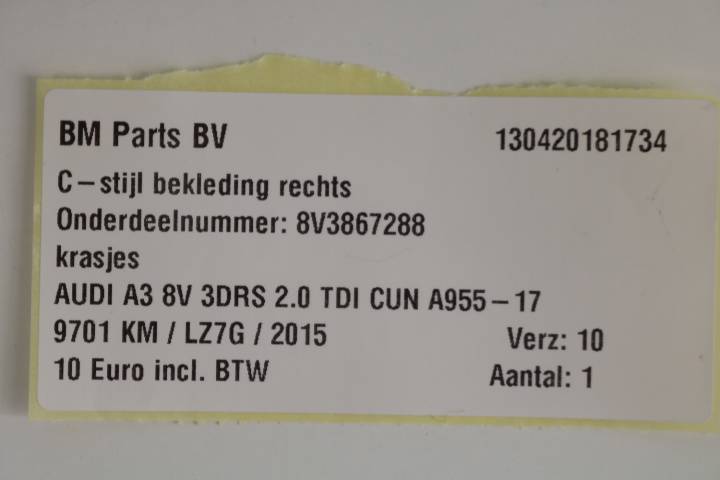 BM Parts BV 130420181734
C-stijl bekleding rechts
Onderdeelnummer: 8V3867288
krasjes
AUDI A3 8V 3DRS 2.0 TDI CUN A955-17
9701 KM / LZ7G / 2015 Verz: 10
10 Euro incl. BTW Aantal: 1